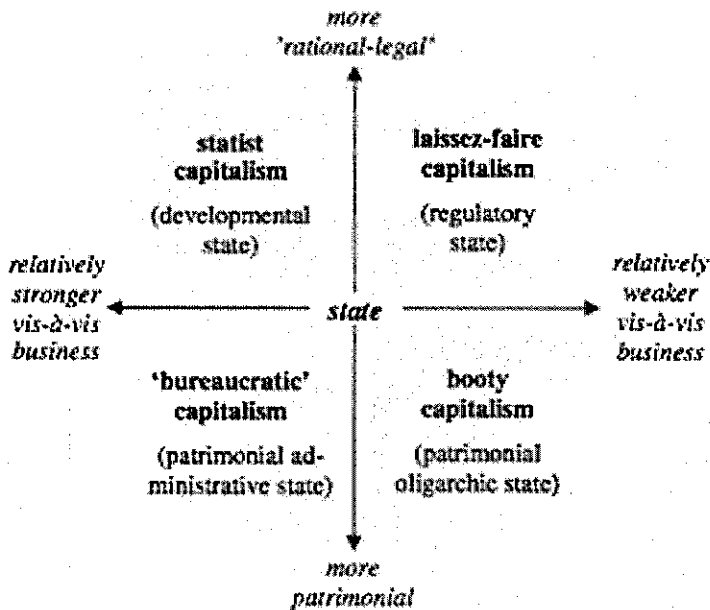 more
'rational-legal'
statist
capitalism
(developmental
state)
laissez-faire
capitalism
(regulatory
state)
relatively
stronger
vis-à-vis
business
state
relatively
weaker
vis-à-vis
business
'bureaucratic'
capitalism
(patrimonial ad-
ministrative state)
booty
capitalism
(patrimonial
oligarchic state)
more
patrimonial